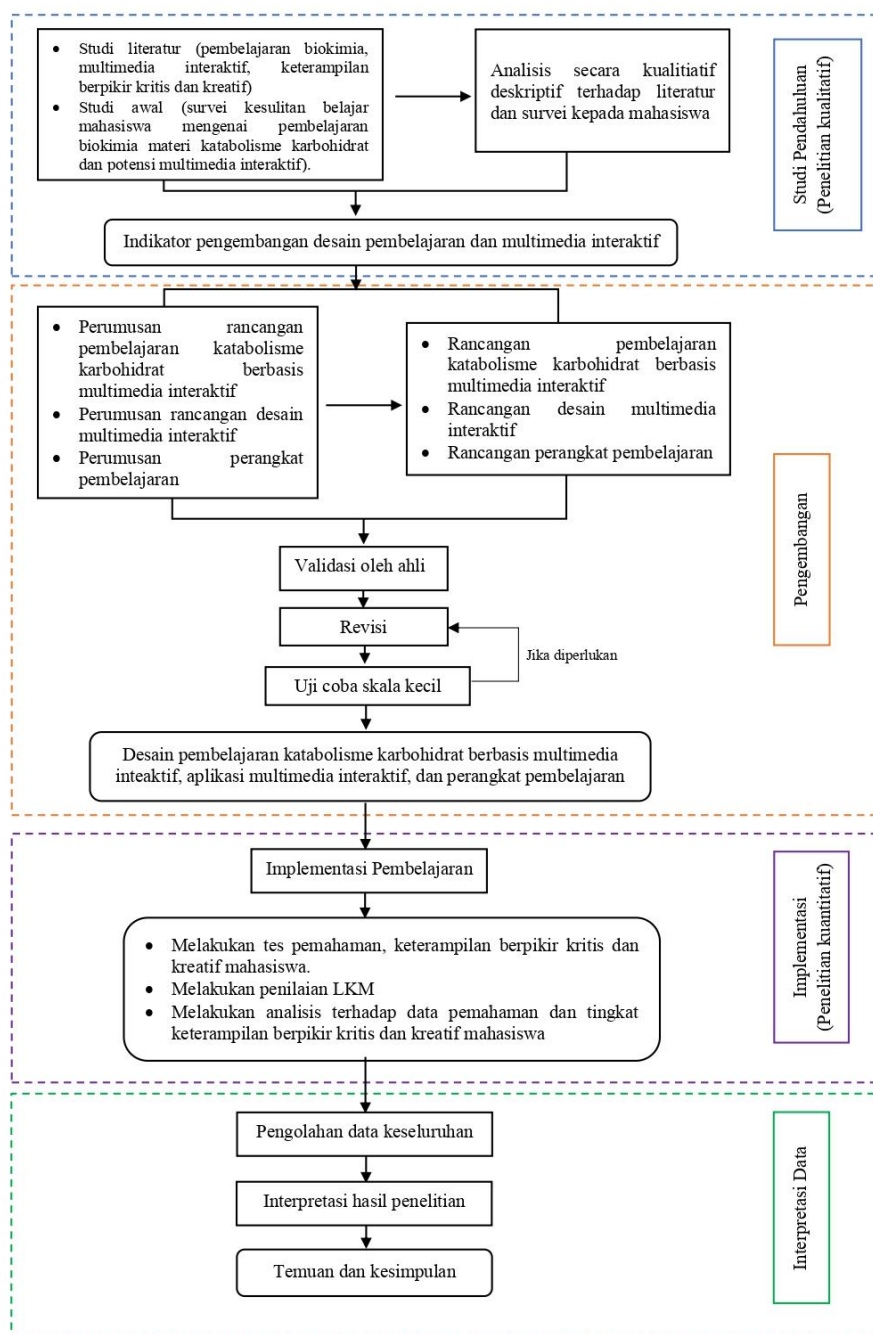 • Studi literatur (pembelajaran biokimia,
multimedia interaktif, keterampilan
berpikir kritis dan kreatif)
• Studi awal (survei kesulitan belajar
mahasiswa mengenai pembelajaran
biokimia materi katabolisme karbohidrat
dan potensi multimedia interaktif).
Analisis secara kualitiatif
deskriptif terhadap literatur
dan survei kepada mahasiswa
Studi Pendahuluan
(Penelitian kualitatif)
Indikator pengembangan desain pembelajaran dan multimedia interaktif
• Perumusan rancangan
pembelajaran katabolisme
karbohidrat berbasis
multimedia interaktif
• Perumusan rancangan desain
multimedia interaktif
• Perumusan perangkat
pembelajaran
• Rancangan pembelajaran
katabolisme karbohidrat berbasis
multimedia interaktif
• Rancangan desain multimedia
interaktif
• Rancangan perangkat pembelajaran
Pengembangan
Validasi oleh ahli
Revisi
Jika diperlukan
Uji coba skala kecil
Desain pembelajaran katabolisme karbohidrat berbasis multimedia
inteaktif, aplikasi multimedia interaktif, dan perangkat pembelajaran
Implementasi Pembelajaran
Implementasi
(Penelitian kuantitatif)
• Melakukan tes pemahaman, keterampilan berpikir kritis dan
kreatif mahasiswa.
• Melakukan penilaian LKM
• Melakukan analisis terhadap data pemahaman dan tingkat
keterampilan berpikir kritis dan kreatif mahasiswa
Pengolahan data keseluruhan
Interpretasi hasil penelitian
Temuan dan kesimpulan
Interpretasi Data